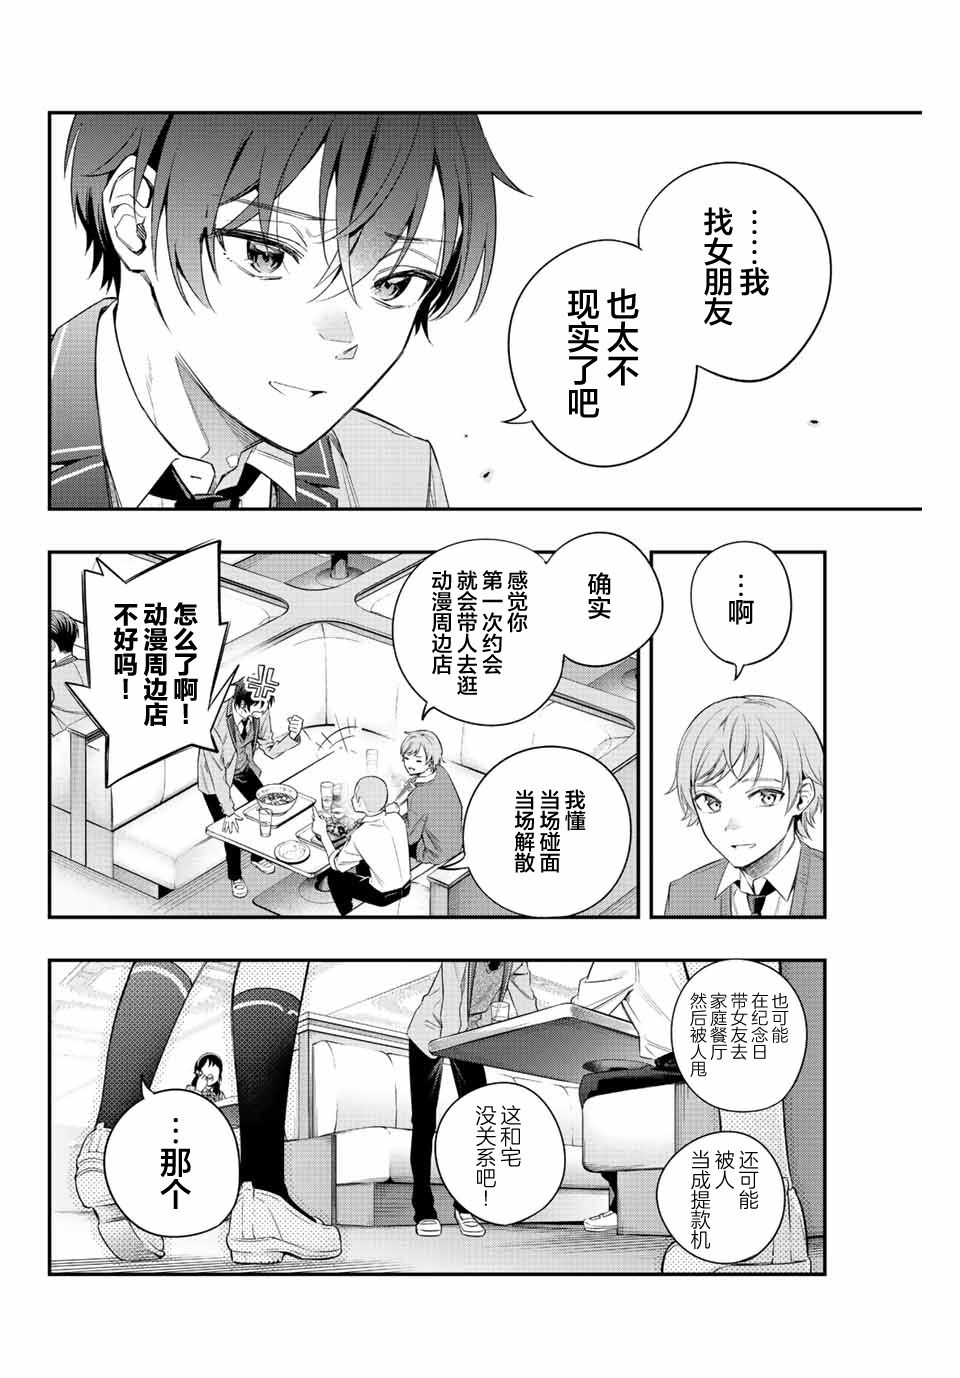 ……我
找女朋友
也太不
现实了吧
…啊
确实
感觉你
第一次约会
就会带人去逛
动漫周边店
我懂
当场碰面
当场解散
怎么了啊！
动漫周边店
不好吗！
也可能
在纪念日
带女友去
家庭餐厅
然后被人甩
还可能
被人
当成提款机
这和宅
没关系吧！
…那个